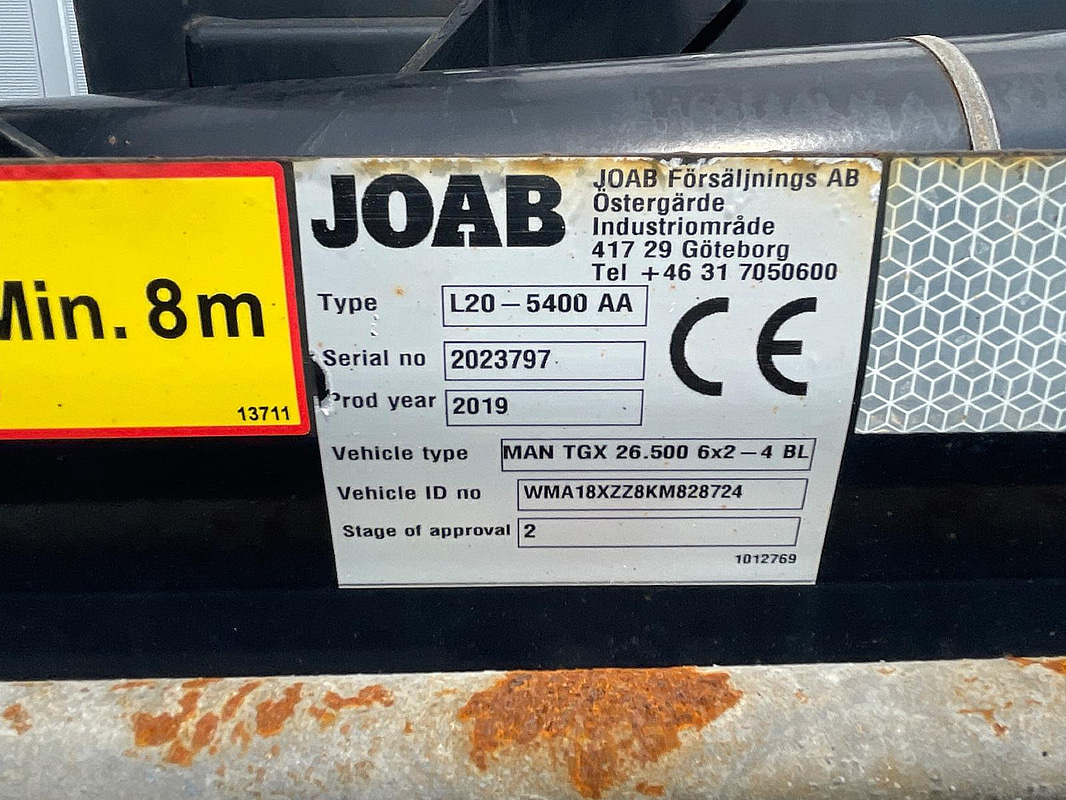 Min. 8m
13711
JOAB
JOAB Försäljnings AB
Östergärde
Industriområde
417 29 Göteborg
Tel +46 31 7050600
Type L20-5400 AA
CE
Serial no 2023797
Prod year 2019
Vehicle type MAN TGX 26.500 6x2-4 BL
Vehicle ID no WMA18XZZ8KM828724
Stage of approval 2
1012769